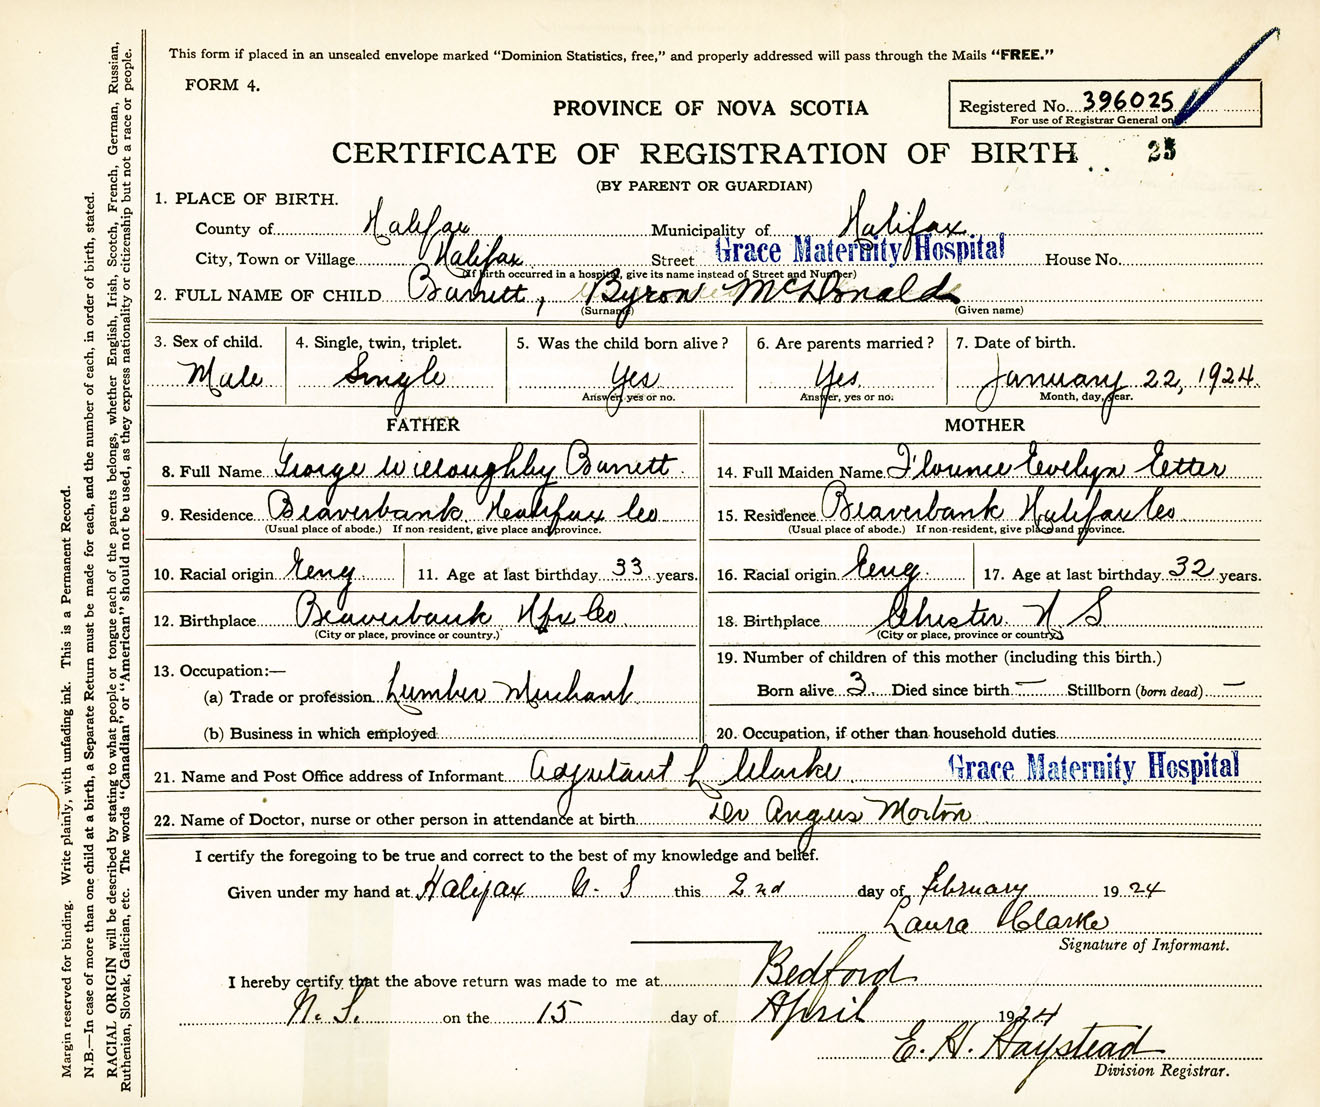 This form if placed in an unsealed envelope marked “Dominion Statistics, free,” and properly addressed will pass through the Mails “FREE.”
FORM 4.
PROVINCE OF NOVA SCOTIA
Registered No. 396025
For use of Registrar General on
CERTIFICATE OF REGISTRATION OF BIRTH 25
(BY PARENT OR GUARDIAN)
1. PLACE OF BIRTH.
County of Halifax Municipality of Halifax
City, Town or Village Halifax Street Grace Maternity Hospital House No.
(If birth occurred in a hospital, give its name instead of Street and Number)
2. FULL NAME OF CHILD Barrett, Byron McDonald
(Surname) (Given name)
3. Sex of child. 4. Single, twin, triplet. 5. Was the child born alive? 6. Are parents married? 7. Date of birth.
Male Single Yes Yes January 22, 1924.
Answer, yes or no. Answer, yes or no. Month, day, year.
FATHER MOTHER
8. Full Name George Willoughby Barrett 14. Full Maiden Name Florence Evelyn Etter
9. Residence Beaverbank Halifax Co 15. Residence Beaverbank Halifax Co
(Usual place of abode.) If non-resident, give place and province. (Usual place of abode.) If non-resident, give place and province.
10. Racial origin Eng. 11. Age at last birthday 33 years. 16. Racial origin Eng. 17. Age at last birthday 32 years.
12. Birthplace Beaverbank Hfx Co 18. Birthplace Chester N S
(City or place, province or country.) (City or place, province or country.)
13. Occupation:— 19. Number of children of this mother (including this birth.)
(a) Trade or profession Lumber Merchant Born alive 3 Died since birth — Stillborn (born dead) —
(b) Business in which employed 20. Occupation, if other than household duties
21. Name and Post Office address of Informant Adjutant L Clarke Grace Maternity Hospital
22. Name of Doctor, nurse or other person in attendance at birth Dr Angus Morton
I certify the foregoing to be true and correct to the best of my knowledge and belief.
Given under my hand at Halifax N. S this 2nd day of February 1924
Laura Clarke
Signature of Informant.
I hereby certify that the above return was made to me at Bedford
N. S. on the 15 day of April 1924
E. H. Haystead
Division Registrar.
Margin reserved for binding. Write plainly, with unfading ink. This is a Permanent Record.
N.B.—In case of more than one child at a birth, a Separate Return must be made for each, and the number of each, in order of birth, stated.
RACIAL ORIGIN will be described by stating to what people or tongue each of the parents belongs, whether English, Irish, Scotch, French, German, Russian,
Ruthenian, Slovak, Galician, etc. The words “Canadian” or “American” should not be used, as they express nationality or citizenship but not a race or people.